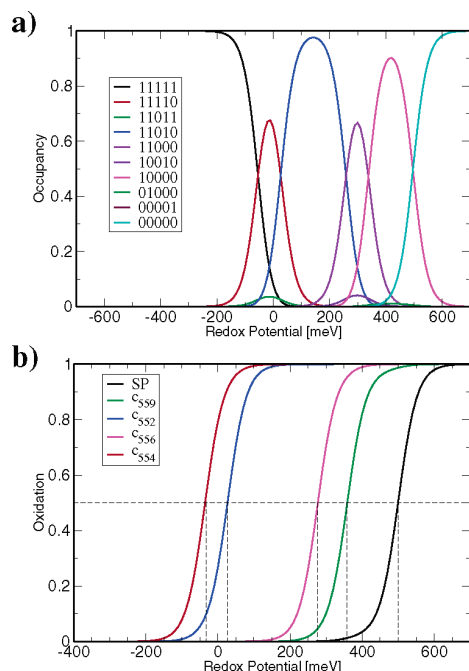 a)
1
0.8
0.6
0.4
0.2
0
Occupancy
11111
11110
11011
11010
11000
10010
10000
01000
00001
00000
-600 -400 -200 0 200 400 600
Redox Potential [meV]
b)
1
0.8
0.6
0.4
0.2
0
Oxidation
SP
c559
c552
c556
c554
-400 -200 0 200 400 600
Redox Potential [meV]